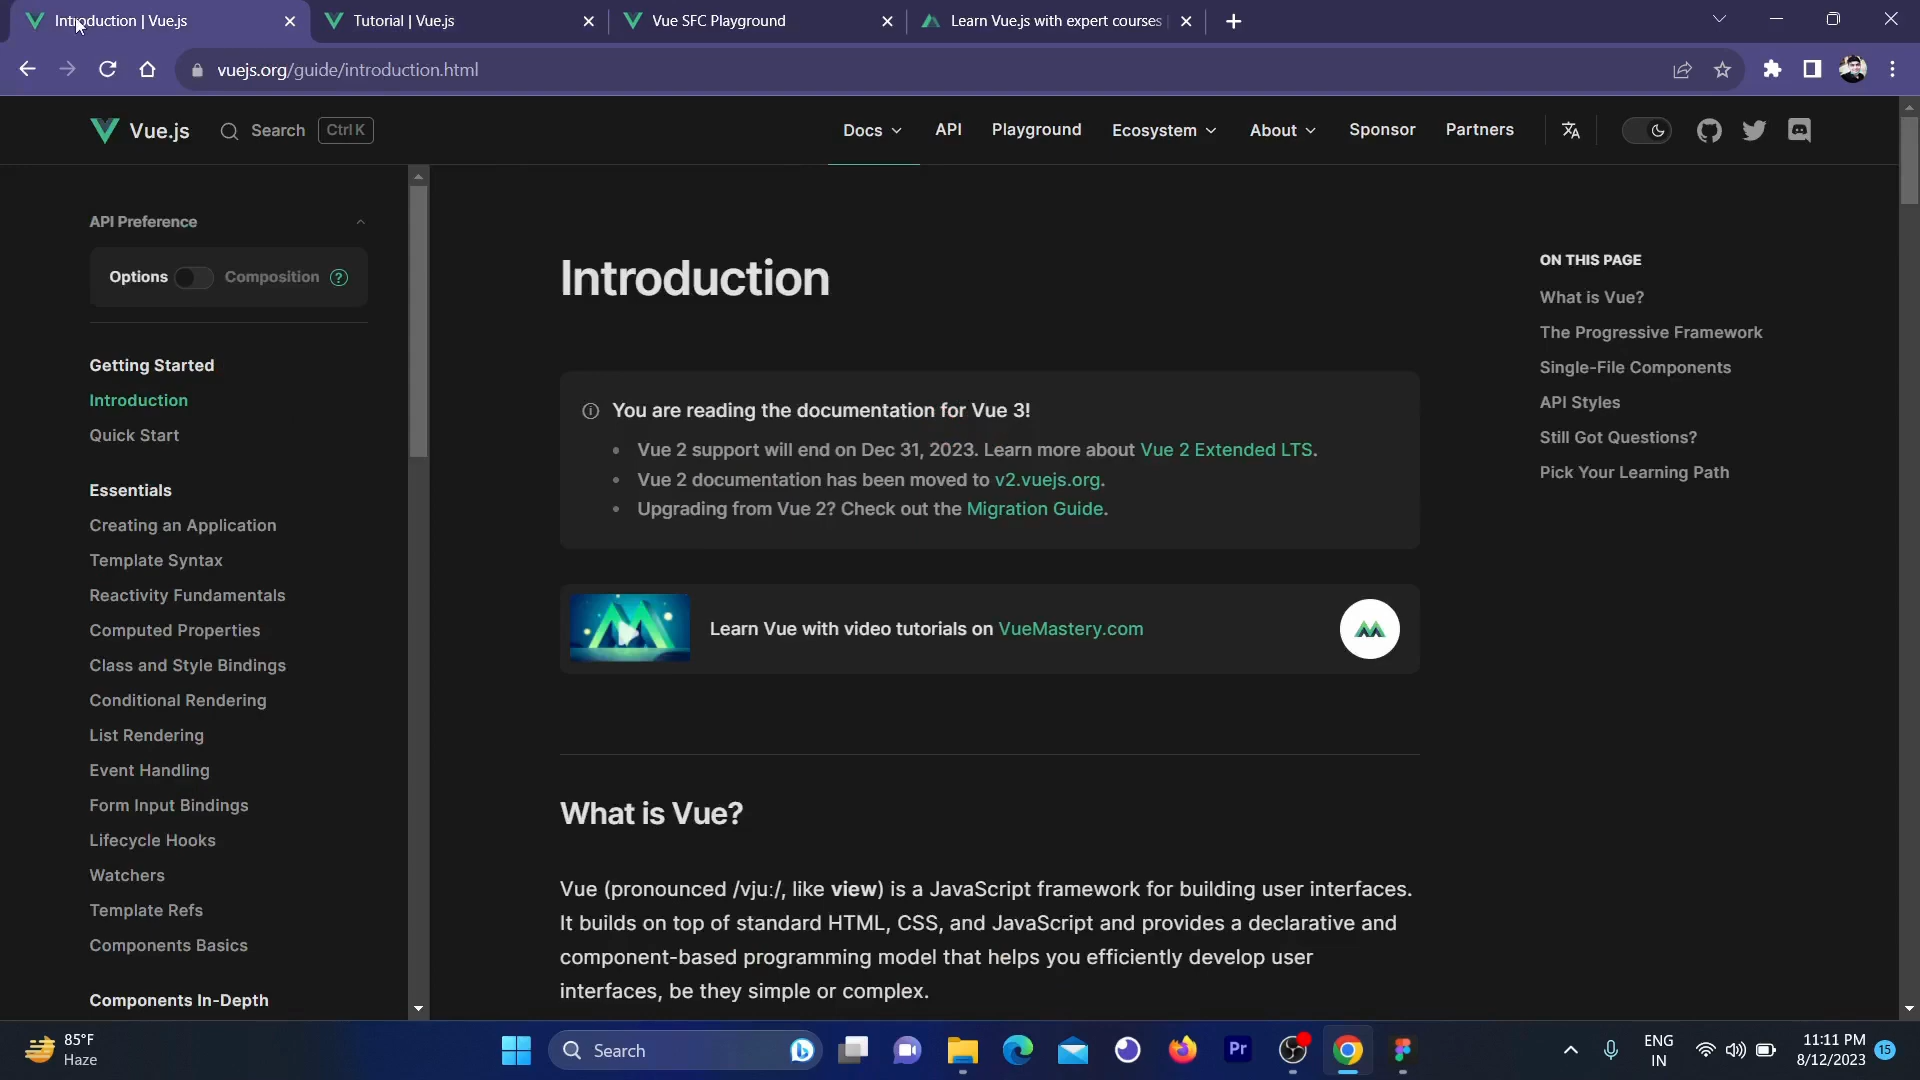 Introduction | Vue.js
Tutorial | Vue.js
Vue SFC Playground
Learn Vue.js with expert courses
vuejs.org/guide/introduction.html
Vue.js
Search
Ctrl K
Docs
API
Playground
Ecosystem
About
Sponsor
Partners
API Preference
Options
Composition
?
Getting Started
Introduction
Quick Start
Essentials
Creating an Application
Template Syntax
Reactivity Fundamentals
Computed Properties
Class and Style Bindings
Conditional Rendering
List Rendering
Event Handling
Form Input Bindings
Lifecycle Hooks
Watchers
Template Refs
Components Basics
Components In-Depth
Introduction
You are reading the documentation for Vue 3!
Vue 2 support will end on Dec 31, 2023. Learn more about Vue 2 Extended LTS.
Vue 2 documentation has been moved to v2.vuejs.org.
Upgrading from Vue 2? Check out the Migration Guide.
Learn Vue with video tutorials on VueMastery.com
What is Vue?
Vue (pronounced /vjuː/, like view) is a JavaScript framework for building user interfaces.
It builds on top of standard HTML, CSS, and JavaScript and provides a declarative and
component-based programming model that helps you efficiently develop user
interfaces, be they simple or complex.
ON THIS PAGE
What is Vue?
The Progressive Framework
Single-File Components
API Styles
Still Got Questions?
Pick Your Learning Path
85°F
Haze
Search
Pr
ENG
IN
11:11 PM
8/12/2023
15